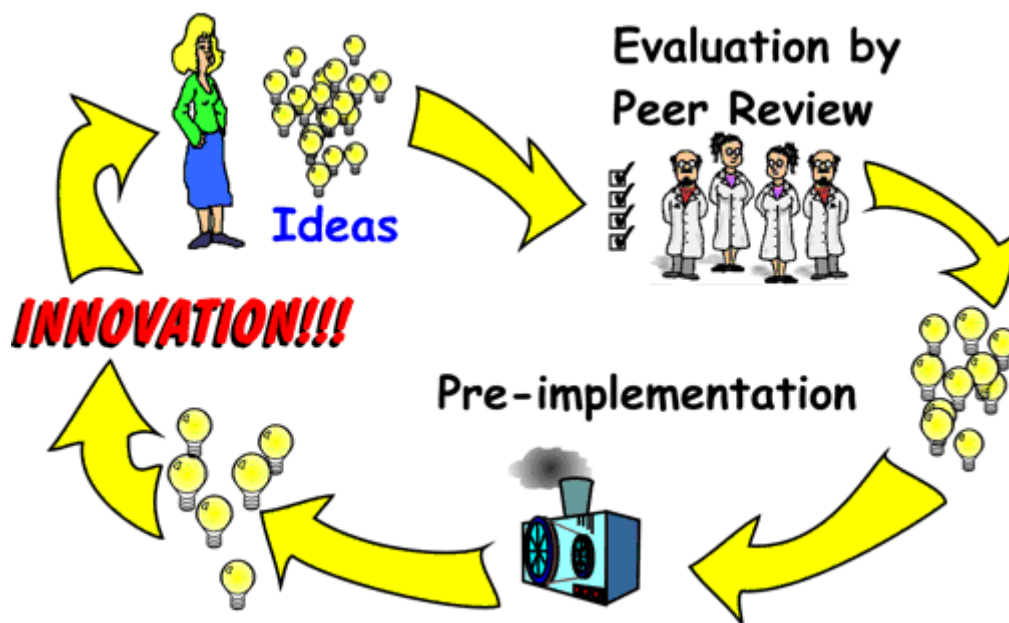 Evaluation by
Peer Review
Ideas
INNOVATION!!!
Pre-implementation